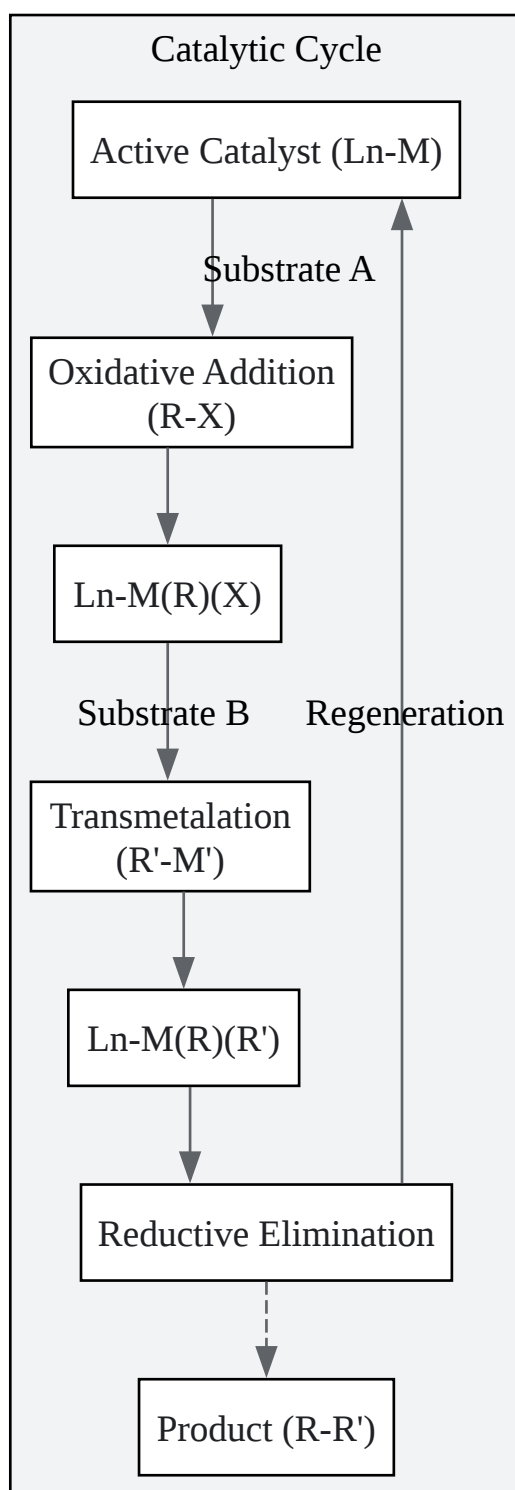 Catalytic Cycle
Active Catalyst (Ln-M)
Substrate A
Oxidative Addition
(R-X)
Ln-M(R)(X)
Substrate B
Regeneration
Transmetalation
(R'-M')
Ln-M(R)(R')
Reductive Elimination
Product (R-R')